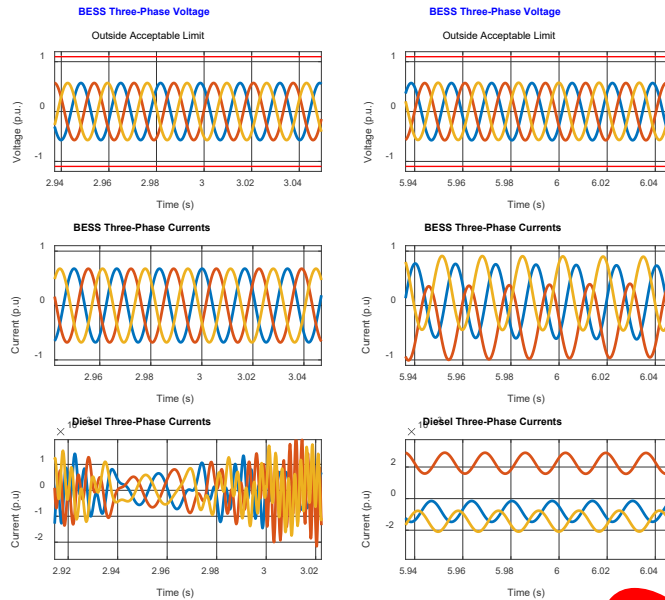 BESS Three-Phase Voltage
Outside Acceptable Limit
1
0
-1
Voltage (p.u.)
2.94 2.96 2.98 3 3.02 3.04
Time (s)
BESS Three-Phase Voltage
Outside Acceptable Limit
1
0
-1
Voltage (p.u.)
5.94 5.96 5.98 6 6.02 6.04
Time (s)
BESS Three-Phase Currents
1
0
-1
Current (p.u)
2.96 2.98 3 3.02 3.04
Time (s)
BESS Three-Phase Currents
1
0
-1
Current (p.u)
5.94 5.96 5.98 6 6.02 6.04
Time (s)
Diesel Three-Phase Currents
1
0
-1
-2
Current (p.u)
2.92 2.94 2.96 2.98 3 3.02
Time (s)
Diesel Three-Phase Currents
2
0
-2
Current (p.u)
5.94 5.96 5.98 6 6.02 6.04
Time (s)